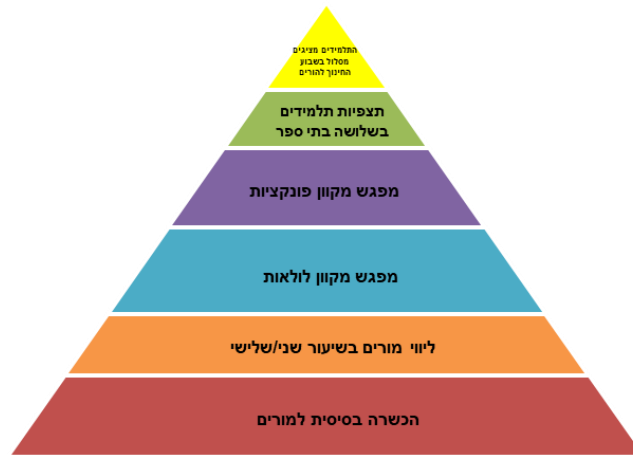 התלמידים מציגים
מסלול בשבוע
החינוך להורים
תצפיות תלמידים
בשלושה בתי ספר
מפגש מקוון פונקציות
מפגש מקוון לולאות
ליווי מורים בשיעור שני/שלישי
הכשרה בסיסית למורים